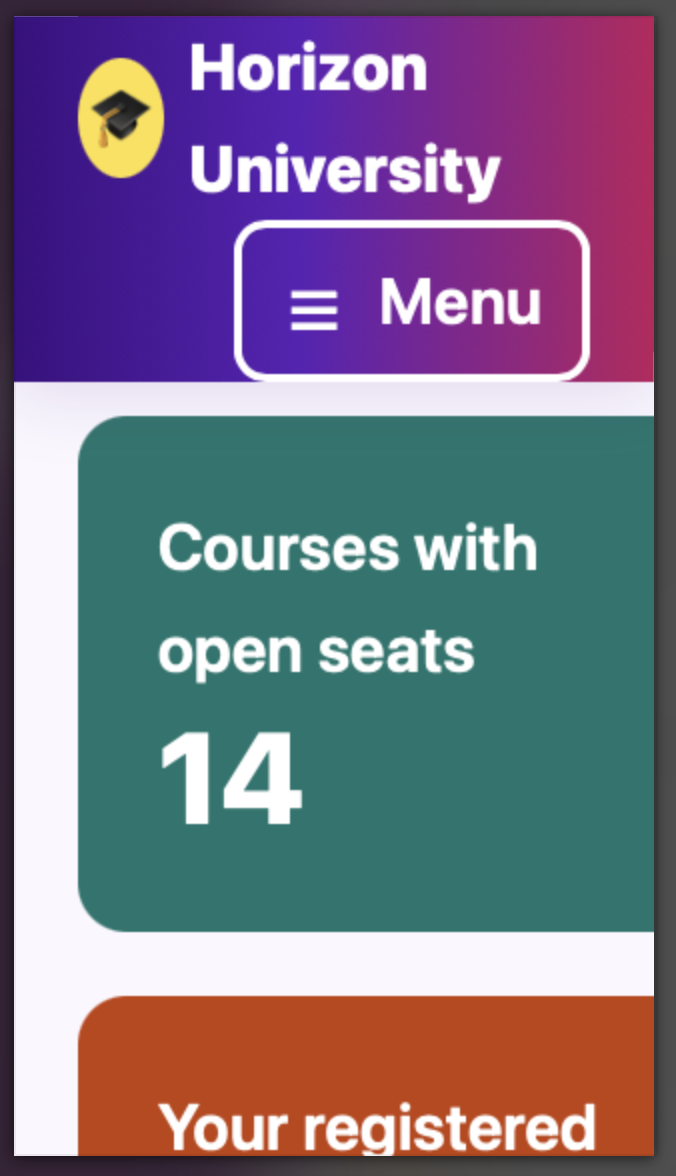 Horizon
University
☰ Menu
Courses with
open seats
14
Your registered